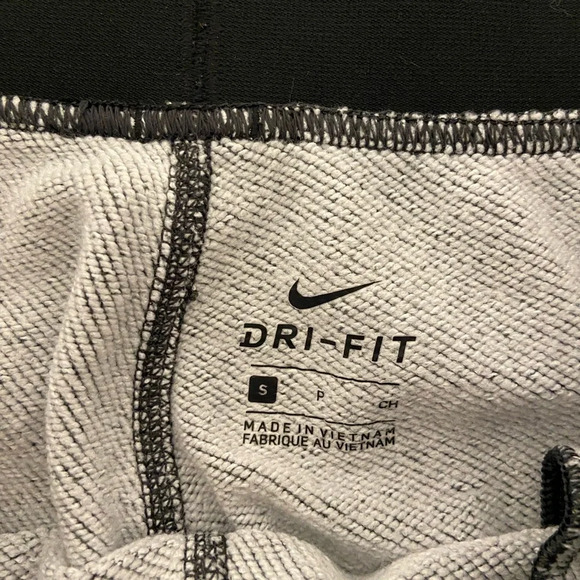 DRI-FIT
S P CH
MADE IN VIETNAM
FABRIQUE AU VIETNAM